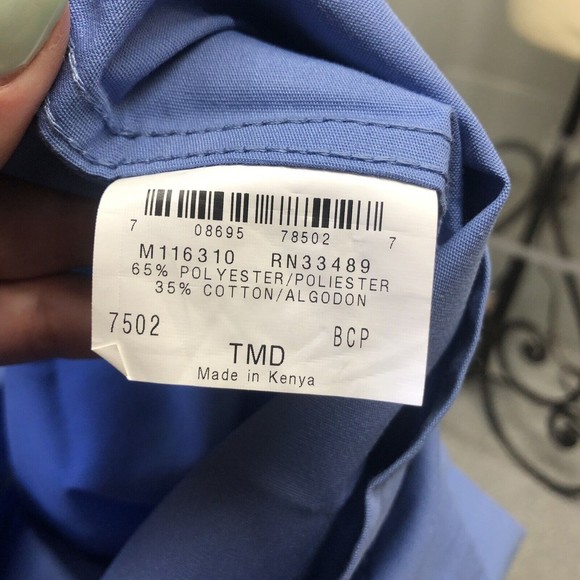 7 08695 78502 7
M116310 RN33489
65% POLYESTER/POLIESTER
35% COTTON/ALGODON
7502 BCP
TMD
Made in Kenya